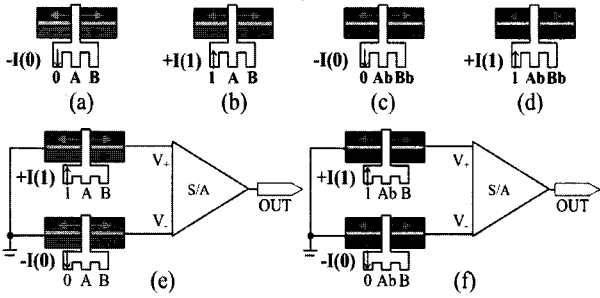 -I(0)
0 A B
(a)
+I(1)
1 A B
(b)
-I(0)
0 Ab Bb
(c)
+I(1)
1 Ab Bb
(d)
+I(1)
1 A B
V+
S/A
OUT
V-
-I(0)
0 A B
(e)
+I(1)
1 Ab B
V+
S/A
OUT
V-
-I(0)
0 Ab B
(f)